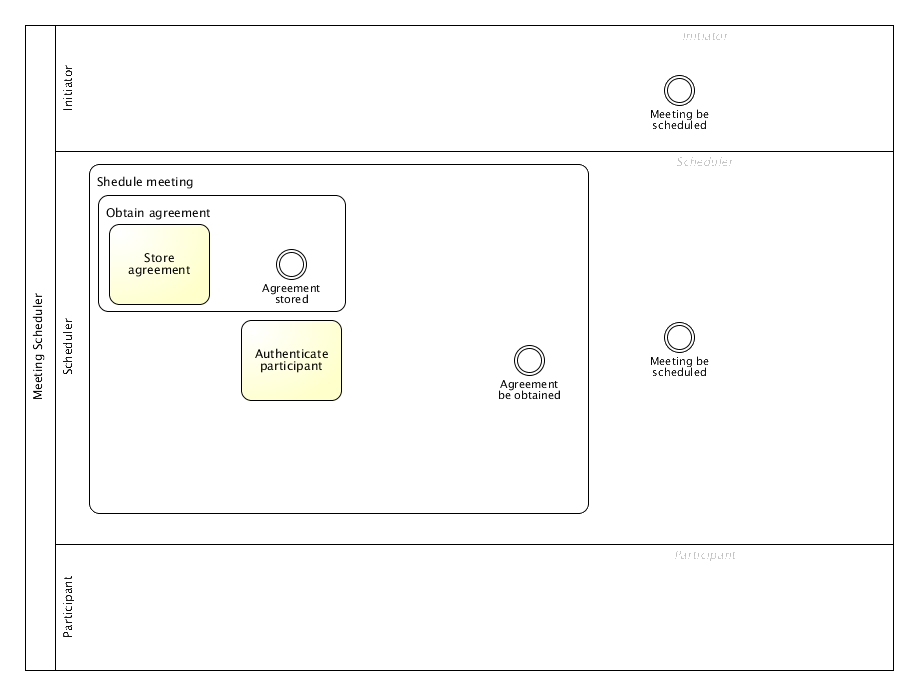 Meeting Scheduler
Initiator
Initiator
Meeting be
scheduled
Scheduler
Scheduler
Shedule meeting
Obtain agreement
Store
agreement
Agreement
stored
Authenticate
participant
Agreement
be obtained
Meeting be
scheduled
Participant
Participant